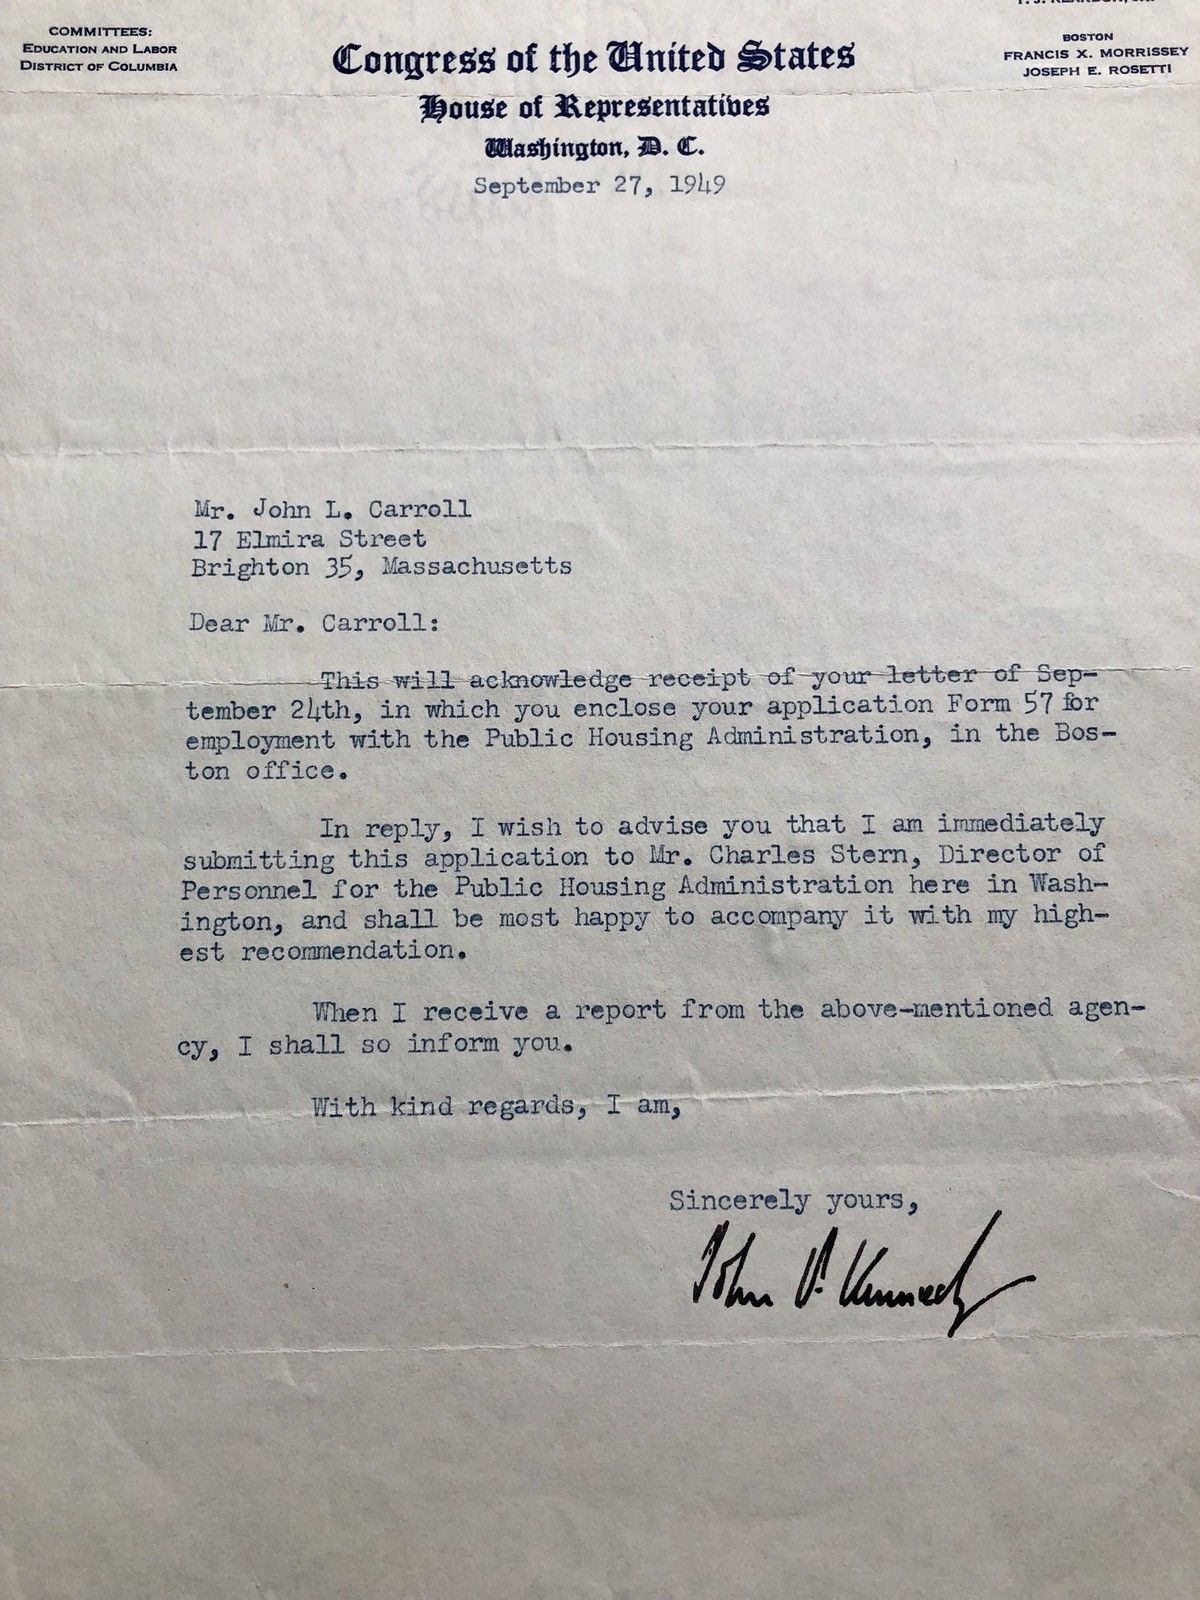 COMMITTEES:
EDUCATION AND LABOR
DISTRICT OF COLUMBIA
BOSTON
FRANCIS X. MORRISSEY
JOSEPH E. ROSETTI
Congress of the United States
House of Representatives
Washington, D. C.
September 27, 1949
Mr. John L. Carroll
17 Elmira Street
Brighton 35, Massachusetts
Dear Mr. Carroll:
This will acknowledge receipt of your letter of Sep-
tember 24th, in which you enclose your application Form 57 for
employment with the Public Housing Administration, in the Bos-
ton office.
In reply, I wish to advise you that I am immediately
submitting this application to Mr. Charles Stern, Director of
Personnel for the Public Housing Administration here in Wash-
ington, and shall be most happy to accompany it with my high-
est recommendation.
When I receive a report from the above-mentioned agen-
cy, I shall so inform you.
With kind regards, I am,
Sincerely yours,
John F. Kennedy